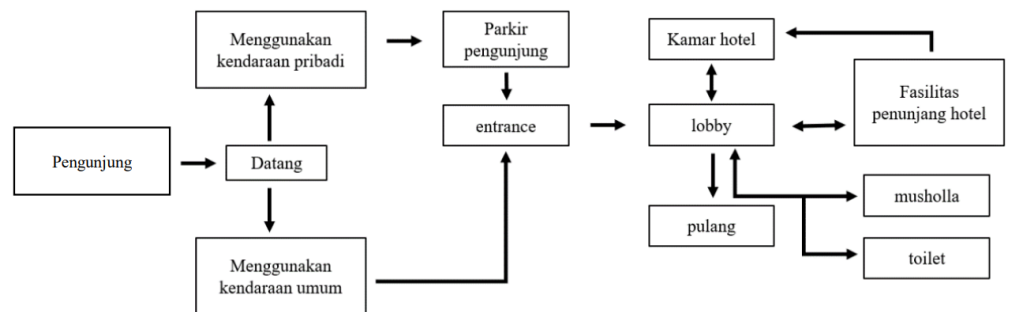 Pengunjung
Datang
Menggunakan
kendaraan pribadi
Menggunakan
kendaraan umum
Parkir
pengunjung
entrance
lobby
Kamar hotel
Fasilitas
penunjang hotel
musholla
toilet
pulang